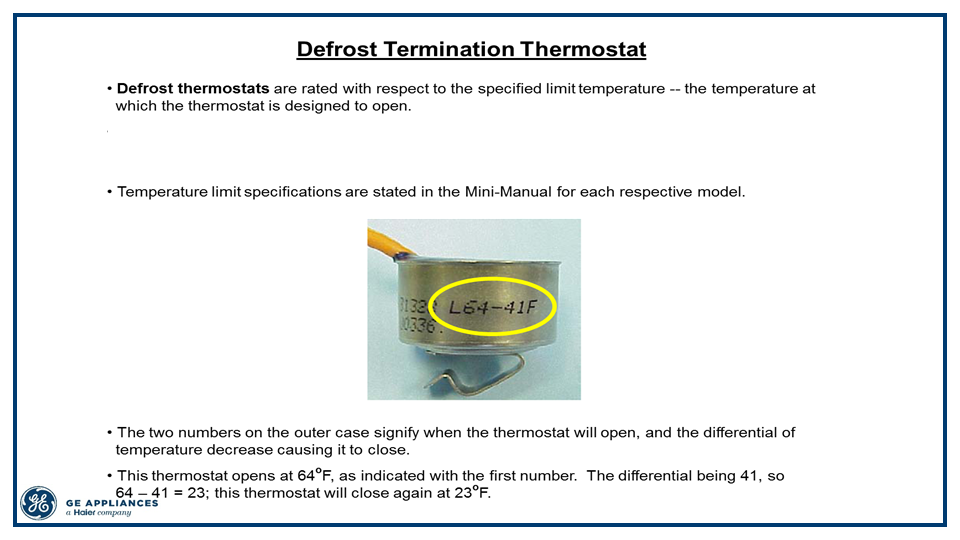 Defrost Termination Thermostat
• Defrost thermostats are rated with respect to the specified limit temperature -- the temperature at
which the thermostat is designed to open.
• Temperature limit specifications are stated in the Mini-Manual for each respective model.
L64-41F
0336.
• The two numbers on the outer case signify when the thermostat will open, and the differential of
temperature decrease causing it to close.
• This thermostat opens at 64°F, as indicated with the first number. The differential being 41, so
64 – 41 = 23; this thermostat will close again at 23°F.
GE APPLIANCES
a Haier company